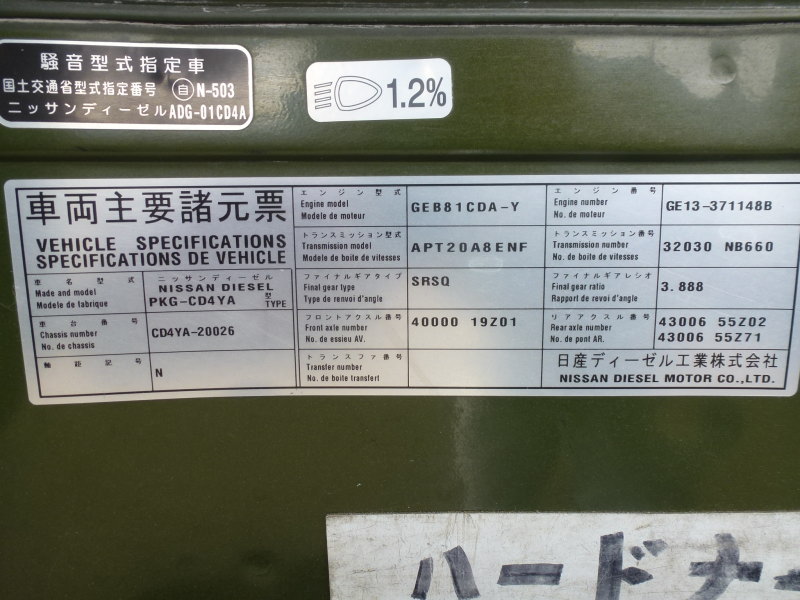 騒音型式指定車
国土交通省型式指定番号 自 N-503
ニッサンディーゼル ADG-01CD4A
1.2%
車両主要諸元票
VEHICLE SPECIFICATIONS
SPECIFICATIONS DE VEHICLE
車名型式
Made and model
Modele de fabrique
ニッサンディーゼル
NISSAN DIESEL
PKG-CD4YA 型 TYPE
車台番号
Chassis number
No. de chassis
CD4YA-20026
軸距記号
N
エンジン型式
Engine model
Modele de moteur
GEB81CDA-Y
トランスミッション型式
Transmission model
Modele de boite de vitesses
APT20A8ENF
ファイナルギアタイプ
Final gear type
Type de renvoi d'angle
SRSQ
フロントアクスル番号
Front axle number
No. de essieu AV.
40000 19Z01
トランスファ番号
Transfer number
No. de boite transfert
エンジン番号
Engine number
No. de moteur
GE13-371148B
トランスミッション番号
Transmission number
No. de boite de vitesses
32030 NB660
ファイナルギアレシオ
Final gear ratio
Rapport de renvoi d'angle
3.888
リアアクスル番号
Rear axle number
No. de pont AR.
43006 55Z02
43006 55Z71
日産ディーゼル工業株式会社
NISSAN DIESEL MOTOR CO.,LTD.
ハードナー